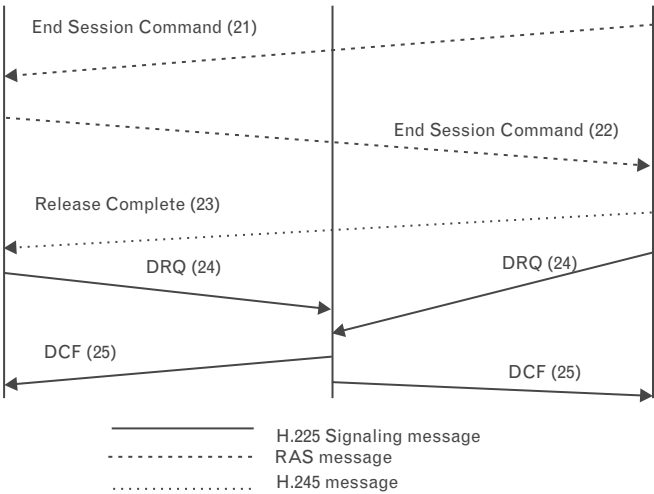 End Session Command (21)
End Session Command (22)
Release Complete (23)
DRQ (24)
DRQ (24)
DCF (25)
DCF (25)
H.225 Signaling message
RAS message
H.245 message